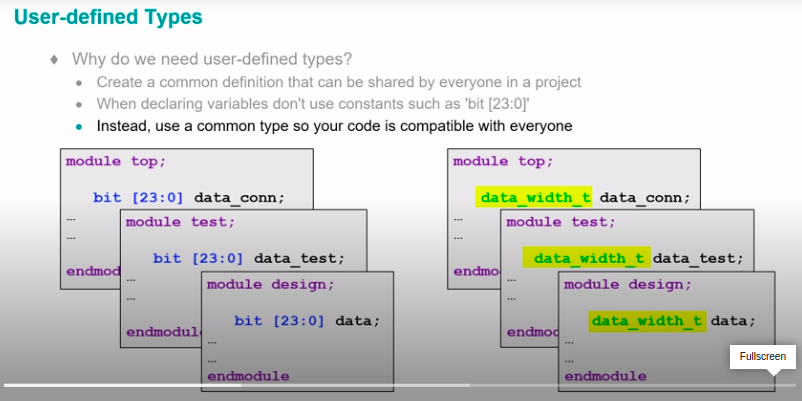 User-defined Types
♦ Why do we need user-defined types?
• Create a common definition that can be shared by everyone in a project
• When declaring variables don't use constants such as 'bit [23:0]'
• Instead, use a common type so your code is compatible with everyone
module top;
bit [23:0] data_conn;
...
...
endmod
module test;
bit [23:0] data_test;
...
...
endmodul
module design;
bit [23:0] data;
...
...
endmodule
module top;
data_width_t data_conn;
...
...
endmo
module test;
data_width_t data_test;
...
...
endmod
module design;
data_width_t data;
...
...
endmodule
Fullscreen